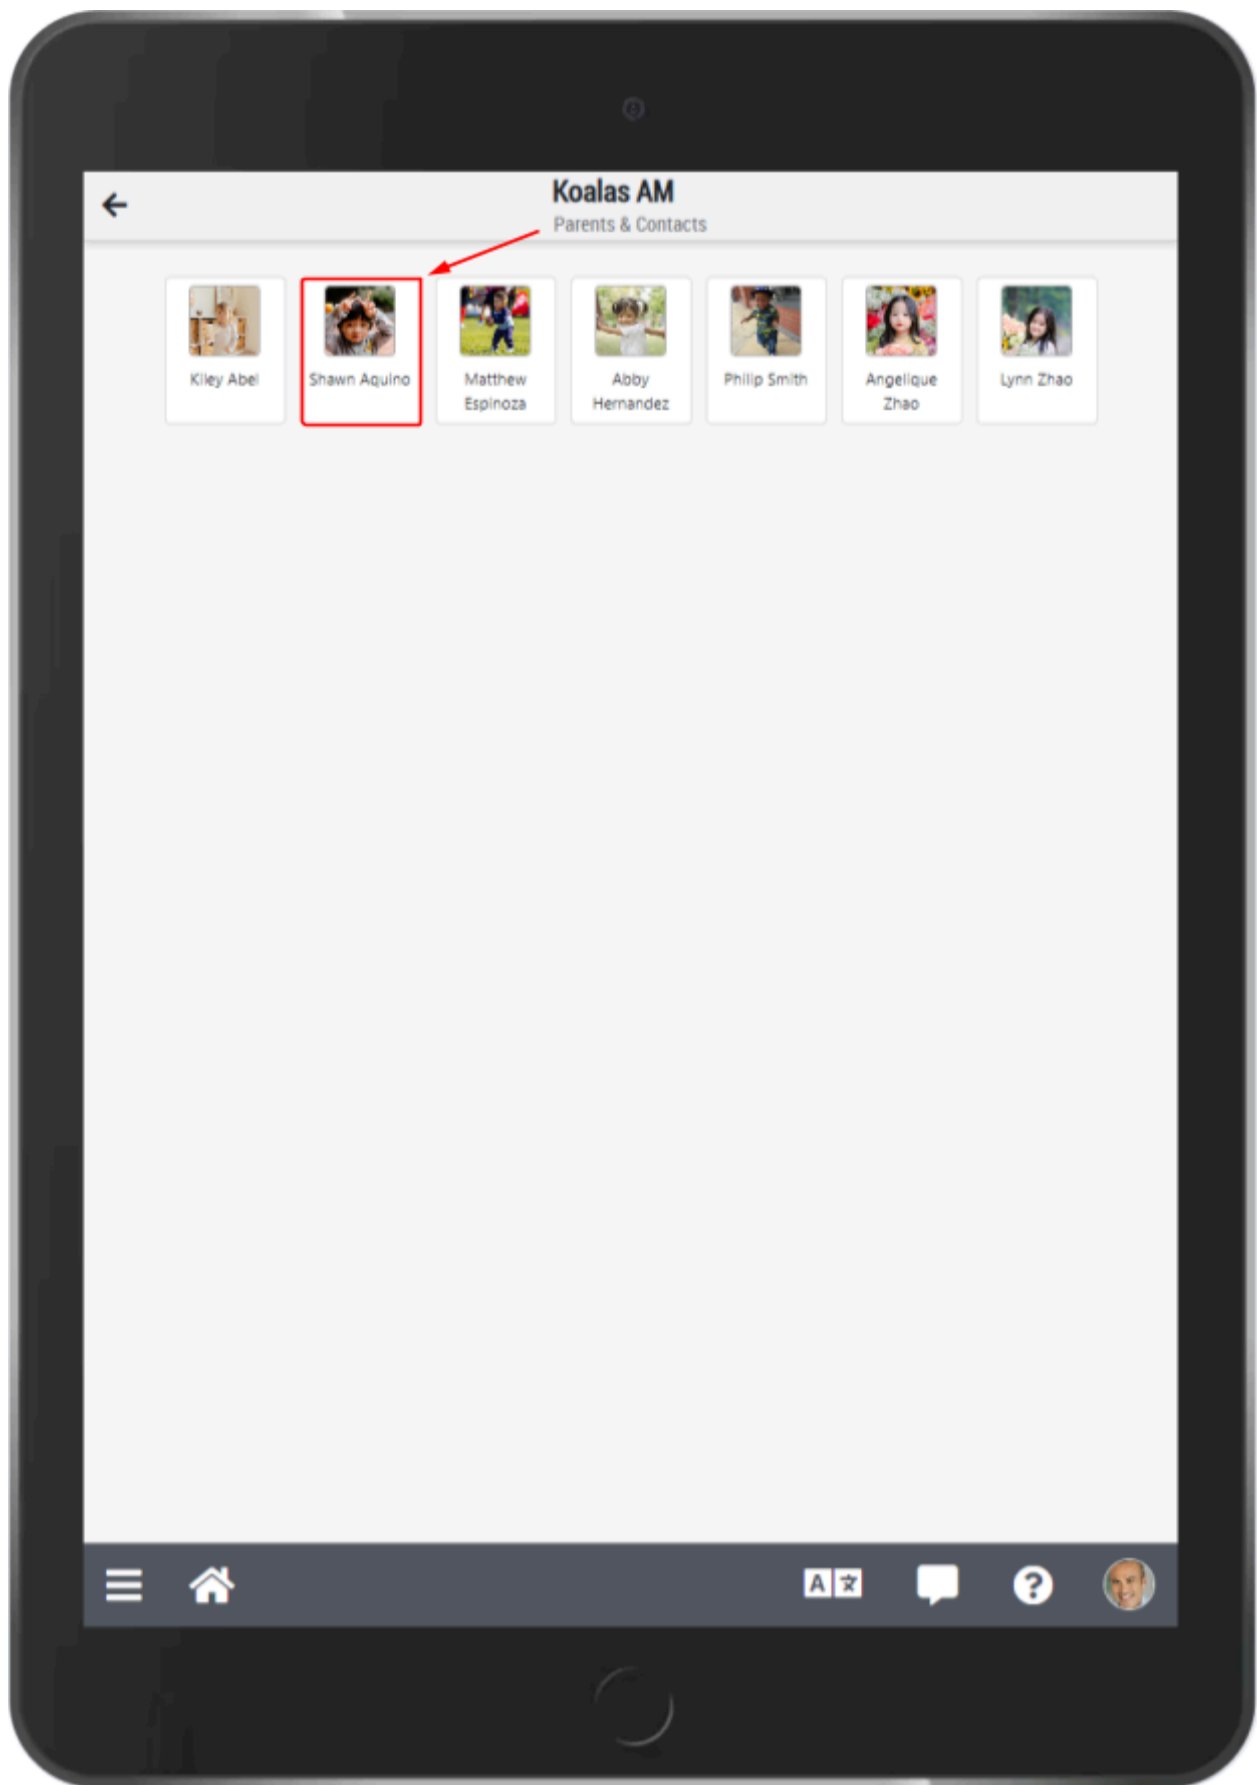 Koalas AM
Parents & Contacts
Kiley Abel
Shawn Aquino
Matthew
Espinoza
Abby
Hernandez
Philip Smith
Angelique
Zhao
Lynn Zhao
A 文
?